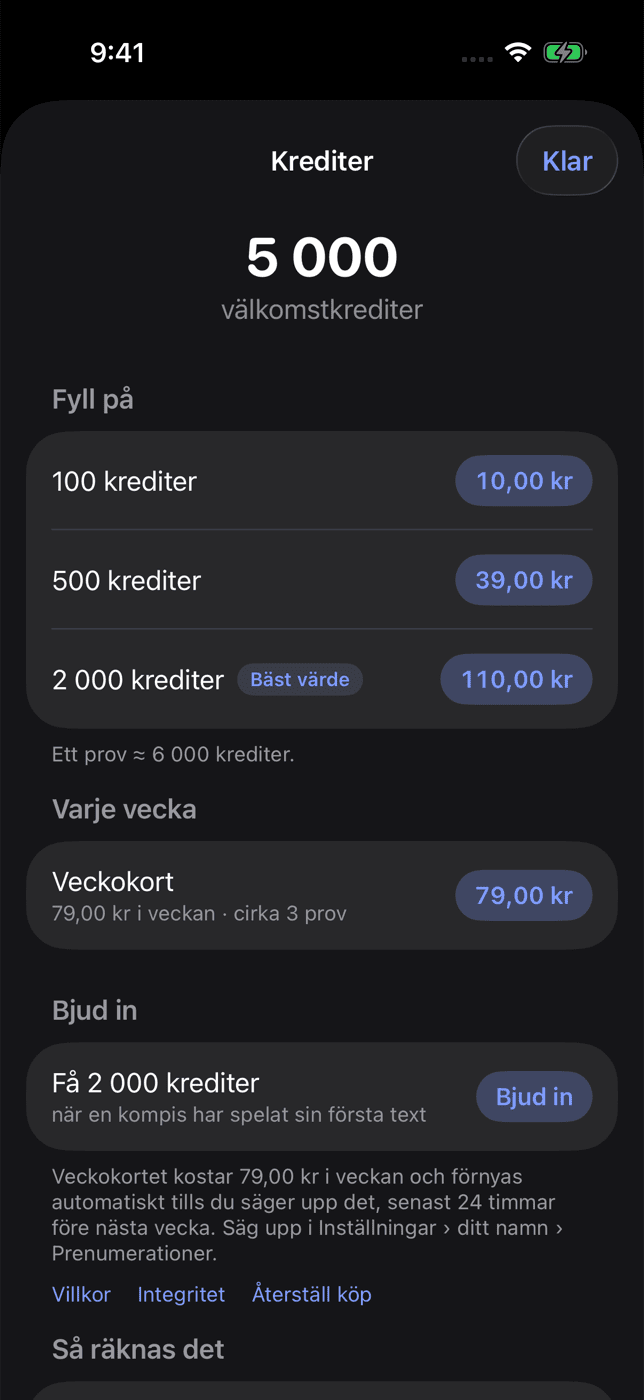 9:41
Krediter
Klar
5 000
välkomstkrediter
Fyll på
100 krediter
10,00 kr
500 krediter
39,00 kr
2 000 krediter
Bäst värde
110,00 kr
Ett prov ≈ 6 000 krediter.
Varje vecka
Veckokort
79,00 kr i veckan · cirka 3 prov
79,00 kr
Bjud in
Få 2 000 krediter
när en kompis har spelat sin första text
Bjud in
Veckokortet kostar 79,00 kr i veckan och förnyas
automatiskt tills du säger upp det, senast 24 timmar
före nästa vecka. Säg upp i Inställningar › ditt namn ›
Prenumerationer.
Villkor
Integritet
Återställ köp
Så räknas det